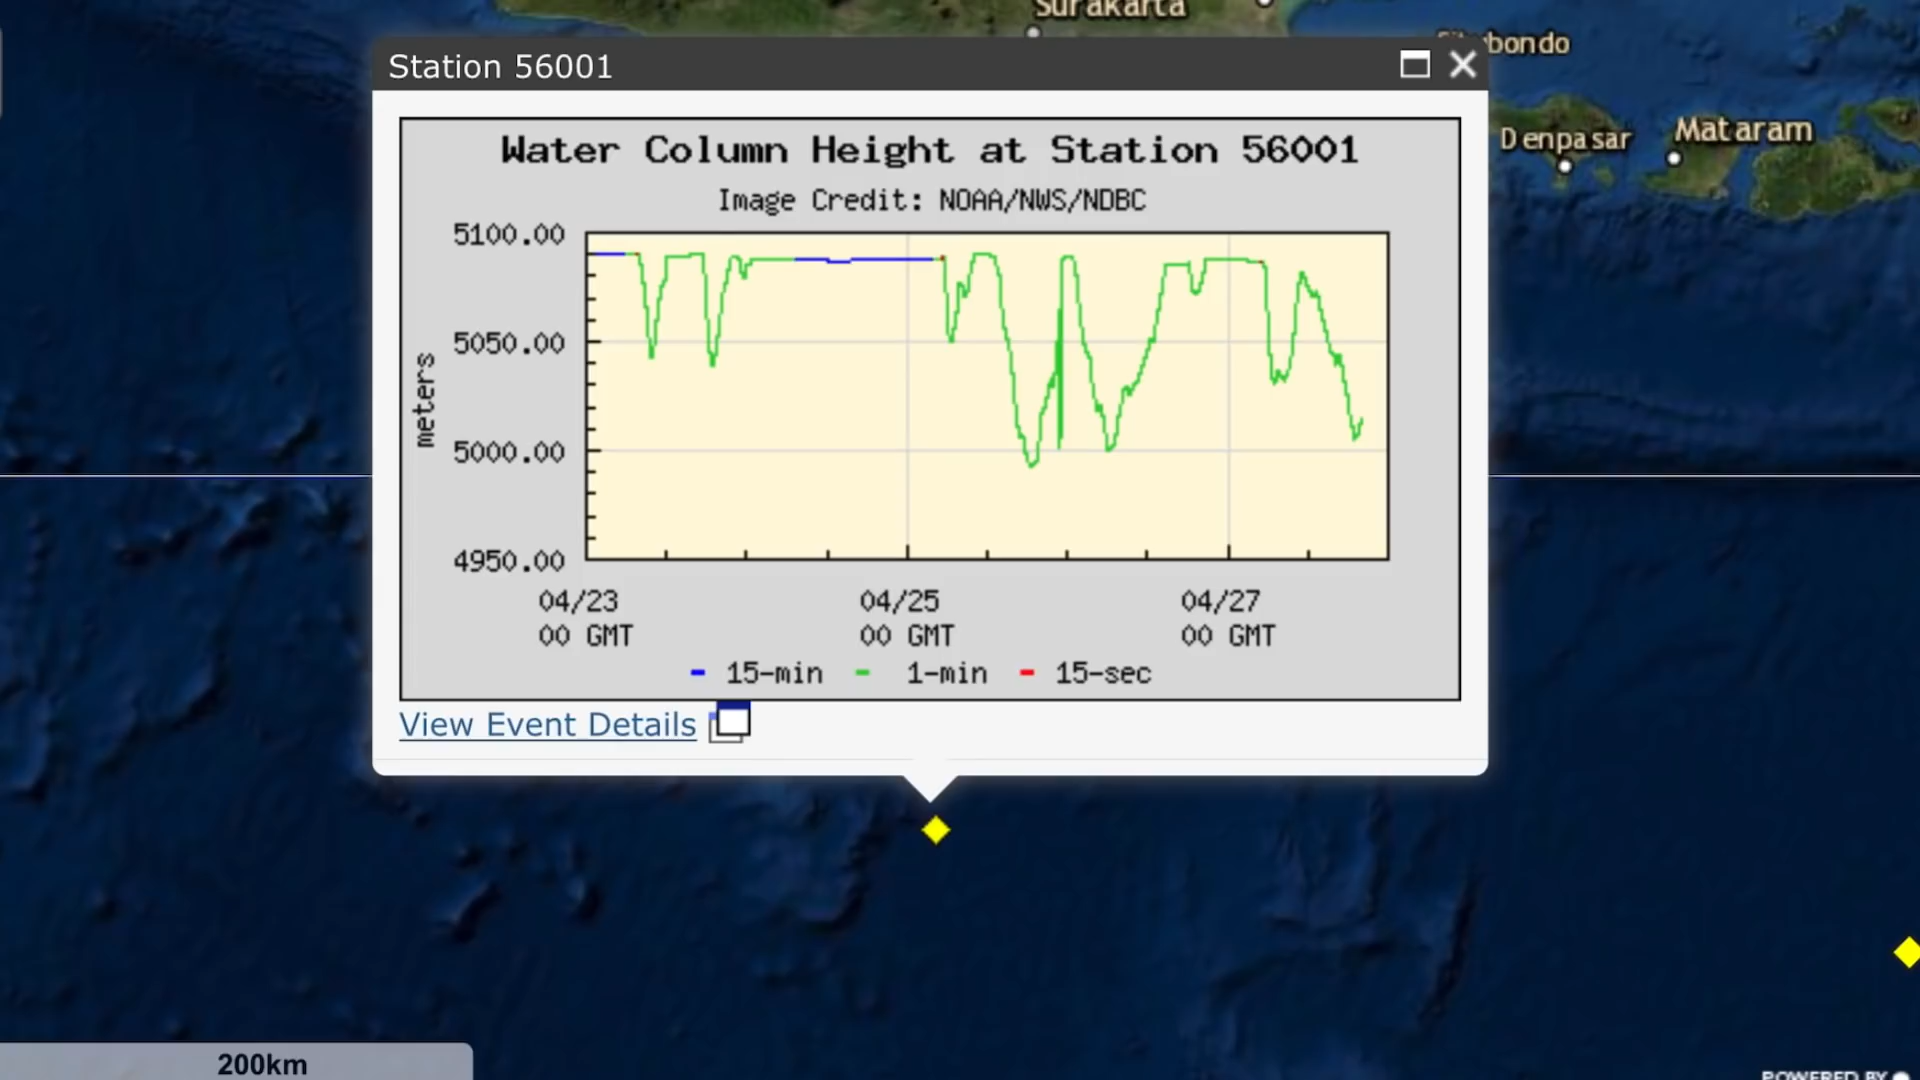 Surakarta
bondo
Station 56001
Denpasar
Mataram
Water Column Height at Station 56001
Image Credit: NOAA/NWS/NDBC
5100.00
5050.00
5000.00
4950.00
meters
04/23
00 GMT
04/25
00 GMT
04/27
00 GMT
15-min
1-min
15-sec
View Event Details
200km
POWERED BY